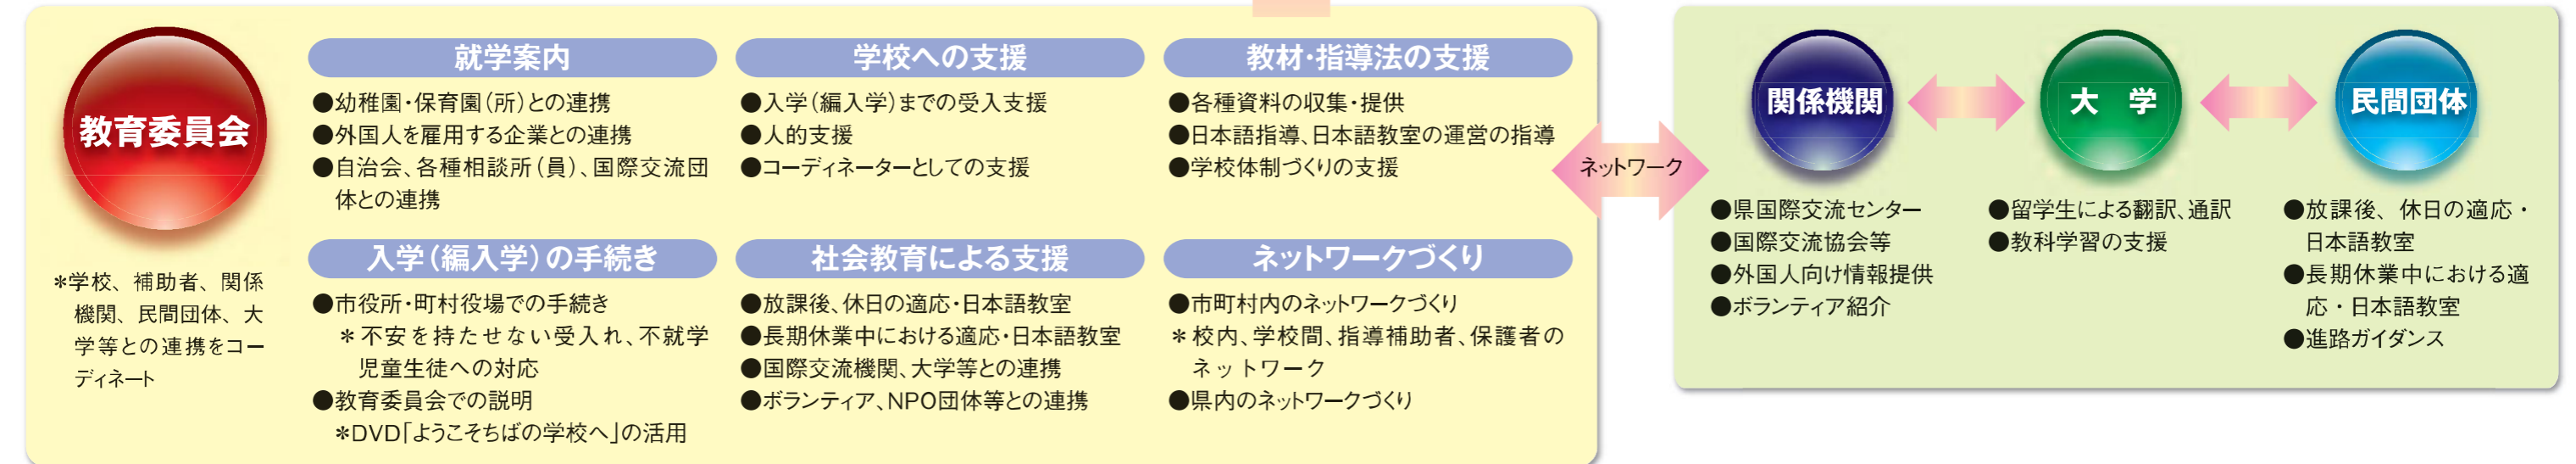 教育委員会
*学校、補助者、関係
機関、民間団体、大
学等との連携をコー
ディネート
就学案内
●幼稚園・保育園(所)との連携
●外国人を雇用する企業との連携
●自治会、各種相談所(員)、国際交流団
体との連携
学校への支援
●入学(編入学)までの受入支援
●人的支援
●コーディネーターとしての支援
教材・指導法の支援
●各種資料の収集・提供
●日本語指導、日本語教室の運営の指導
●学校体制づくりの支援
入学(編入学)の手続き
●市役所・町村役場での手続き
*不安を持たせない受入れ、不就学
児童生徒への対応
●教育委員会での説明
*DVD「ようこそちばの学校へ」の活用
社会教育による支援
●放課後、休日の適応・日本語教室
●長期休業中における適応・日本語教室
●国際交流機関、大学等との連携
●ボランティア、NPO団体等との連携
ネットワークづくり
●市町村内のネットワークづくり
*校内、学校間、指導補助者、保護者の
ネットワーク
●県内のネットワークづくり
ネットワーク
関係機関
●県国際交流センター
●国際交流協会等
●外国人向け情報提供
●ボランティア紹介
大 学
●留学生による翻訳、通訳
●教科学習の支援
民間団体
●放課後、休日の適応・
日本語教室
●長期休業中における適
応・日本語教室
●進路ガイダンス